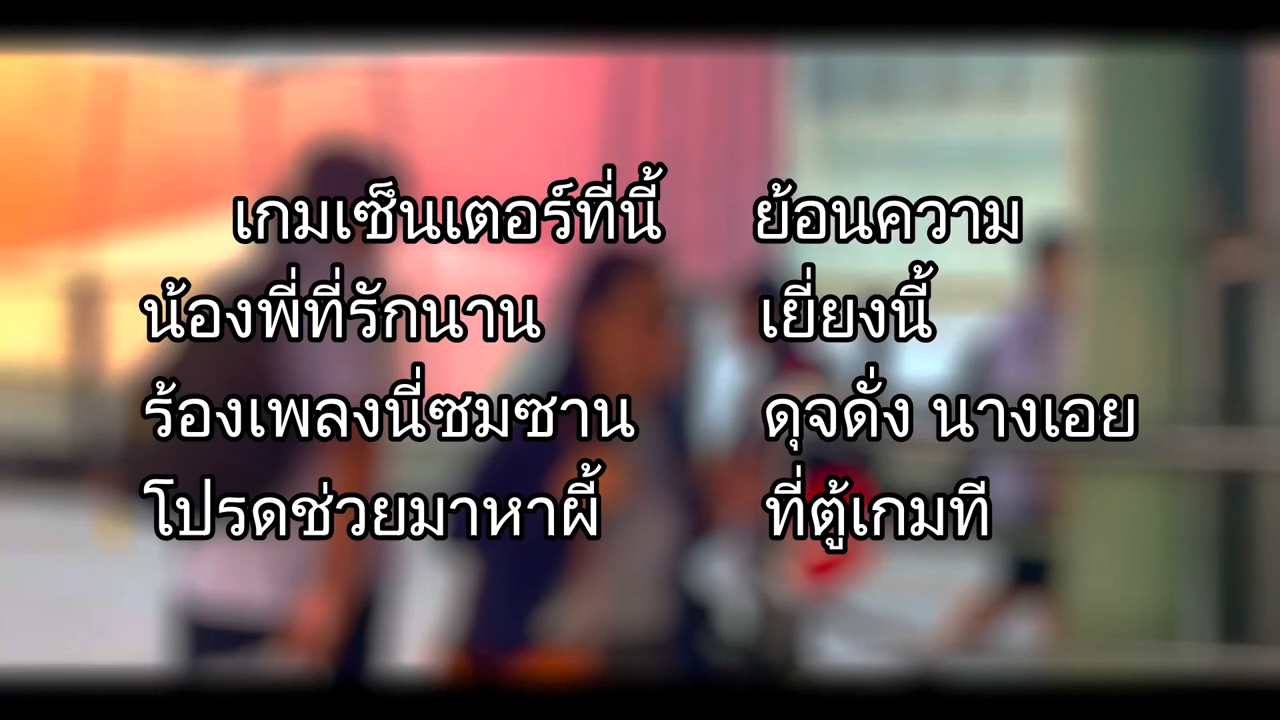 เกมเซ็นเตอร์ที่นี้ ย้อนความ
น้องพี่ที่รักนาน เยี่ยงนี้
ร้องเพลงนี่ซมซาน ดุจดั่ง นางเอย
โปรดช่วยมาหาผี้ ที่ตู้เกมที